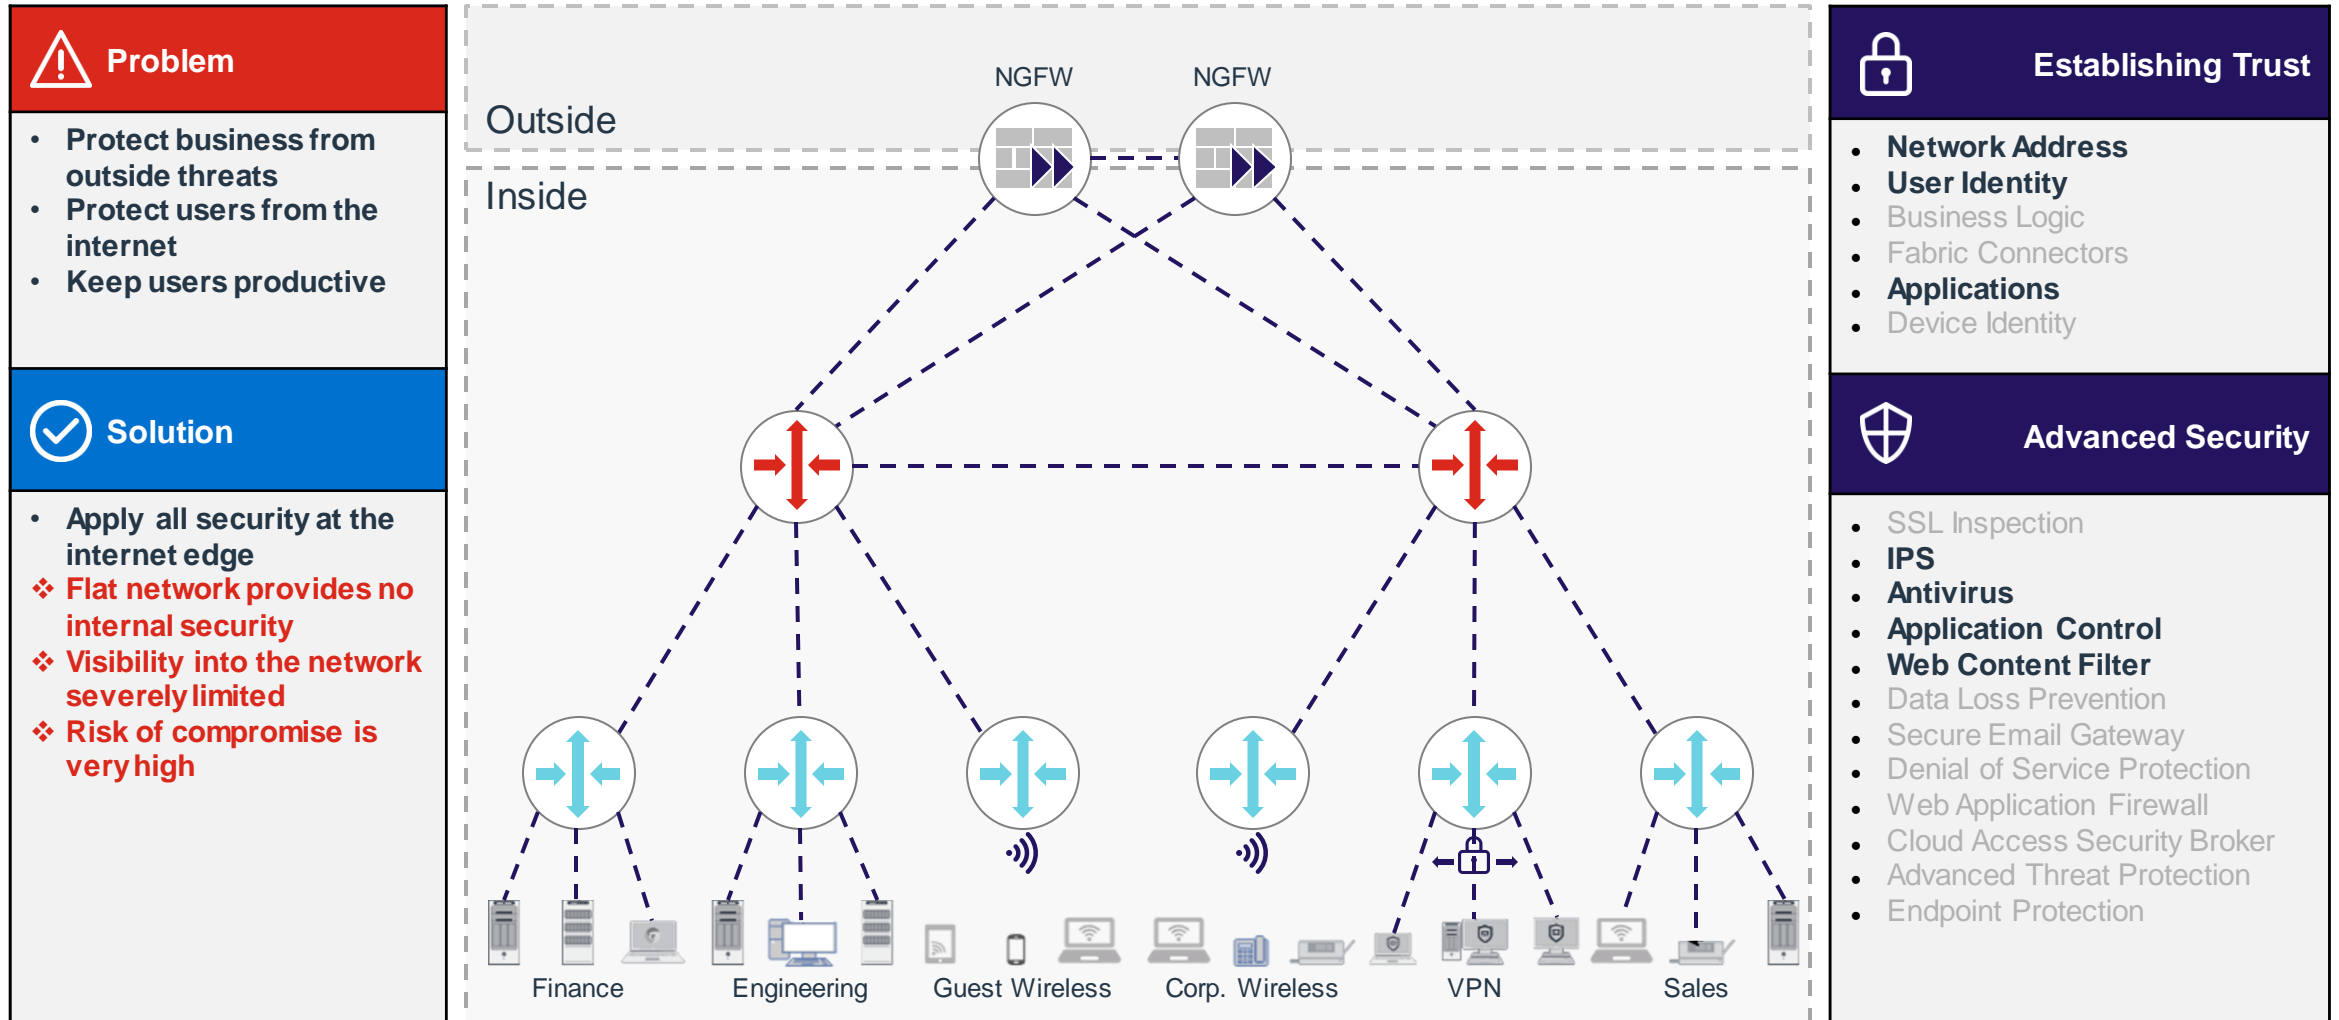 Problem
• Protect business from
outside threats
• Protect users from the
internet
• Keep users productive
Solution
• Apply all security at the
internet edge
❖ Flat network provides no
internal security
❖ Visibility into the network
severely limited
❖ Risk of compromise is
very high
NGFW
NGFW
Outside
Inside
Finance
Engineering
Guest Wireless
Corp. Wireless
VPN
Sales
Establishing Trust
• Network Address
• User Identity
• Business Logic
• Fabric Connectors
• Applications
• Device Identity
Advanced Security
• SSL Inspection
• IPS
• Antivirus
• Application Control
• Web Content Filter
• Data Loss Prevention
• Secure Email Gateway
• Denial of Service Protection
• Web Application Firewall
• Cloud Access Security Broker
• Advanced Threat Protection
• Endpoint Protection